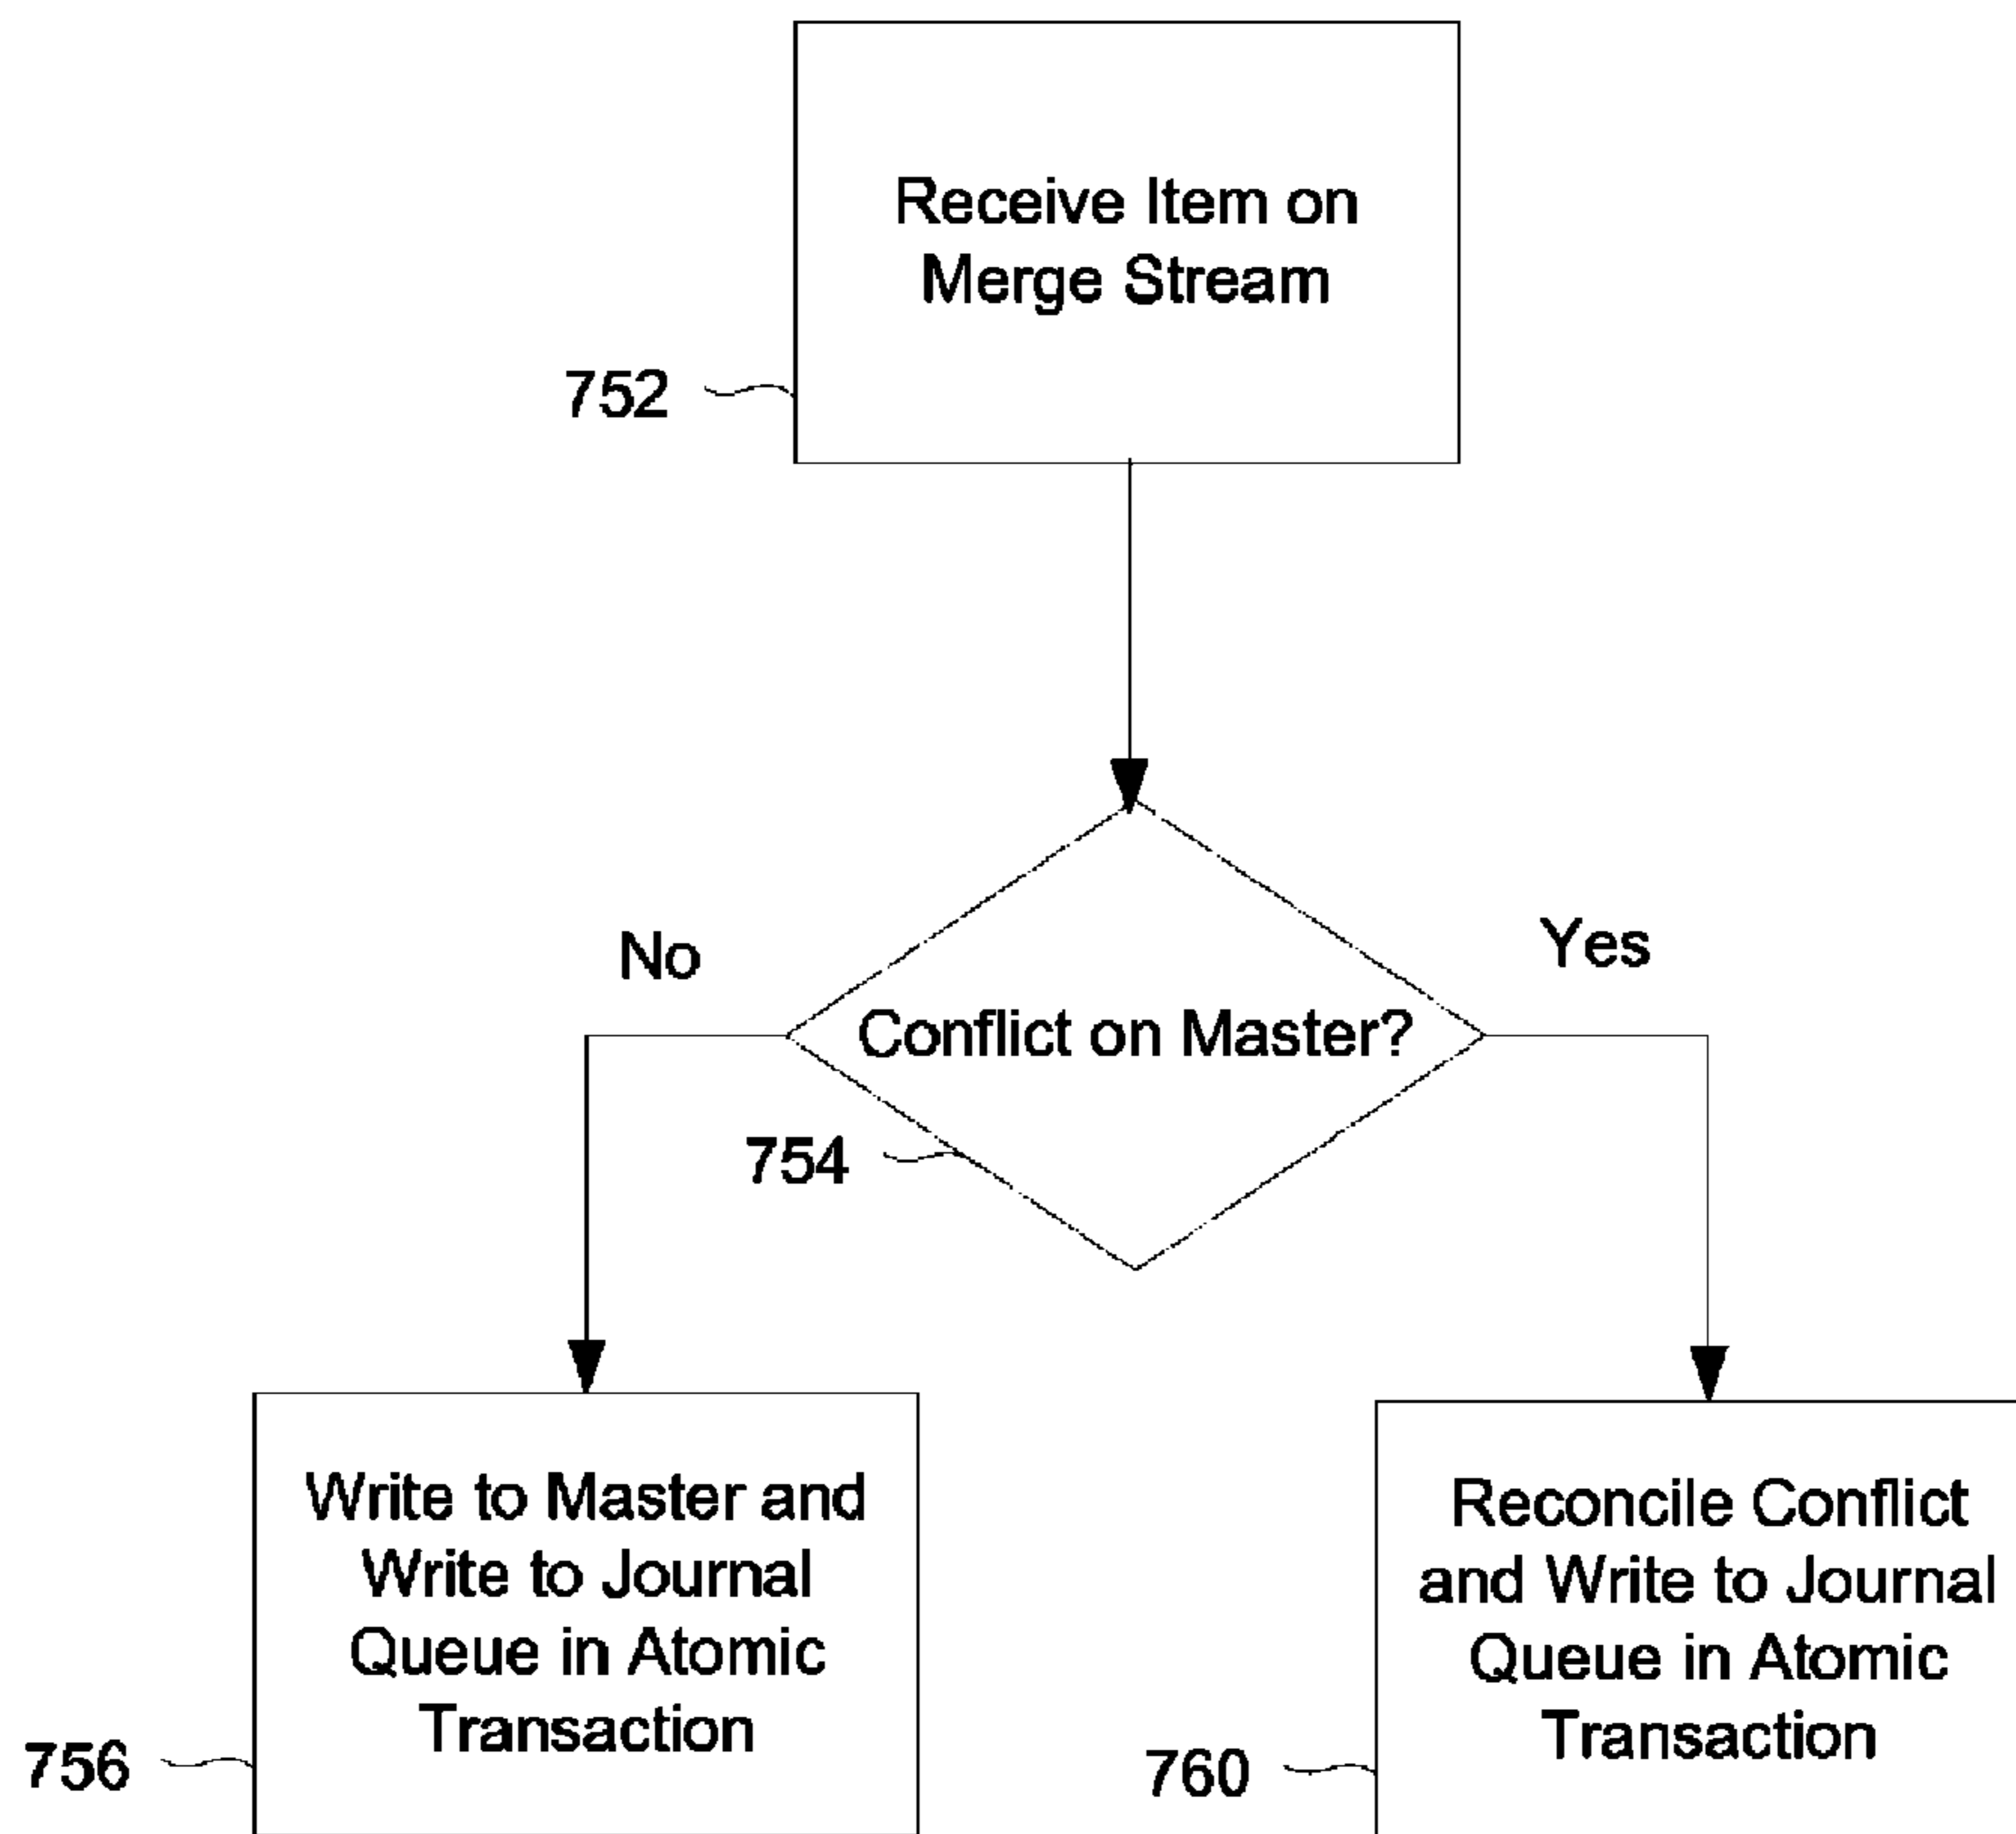 Receive Item on
Merge Stream
752
No
Yes
Conflict on Master?
754
Write to Master and
Write to Journal
Queue in Atomic
Transaction
756
Reconcile Conflict
and Write to Journal
Queue in Atomic
Transaction
760